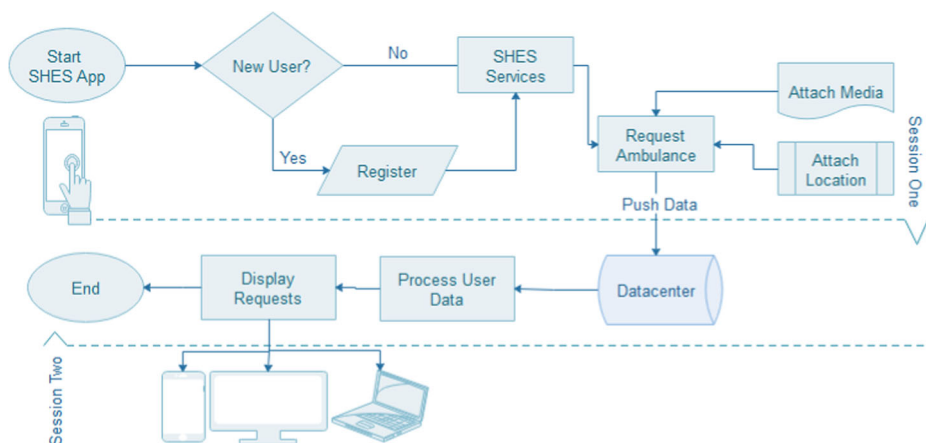 Start
SHES App
New User?
No
SHES
Services
Yes
Register
Request
Ambulance
Attach Media
Attach
Location
Session One
Push Data
End
Display
Requests
Process User
Data
Datacenter
Session Two